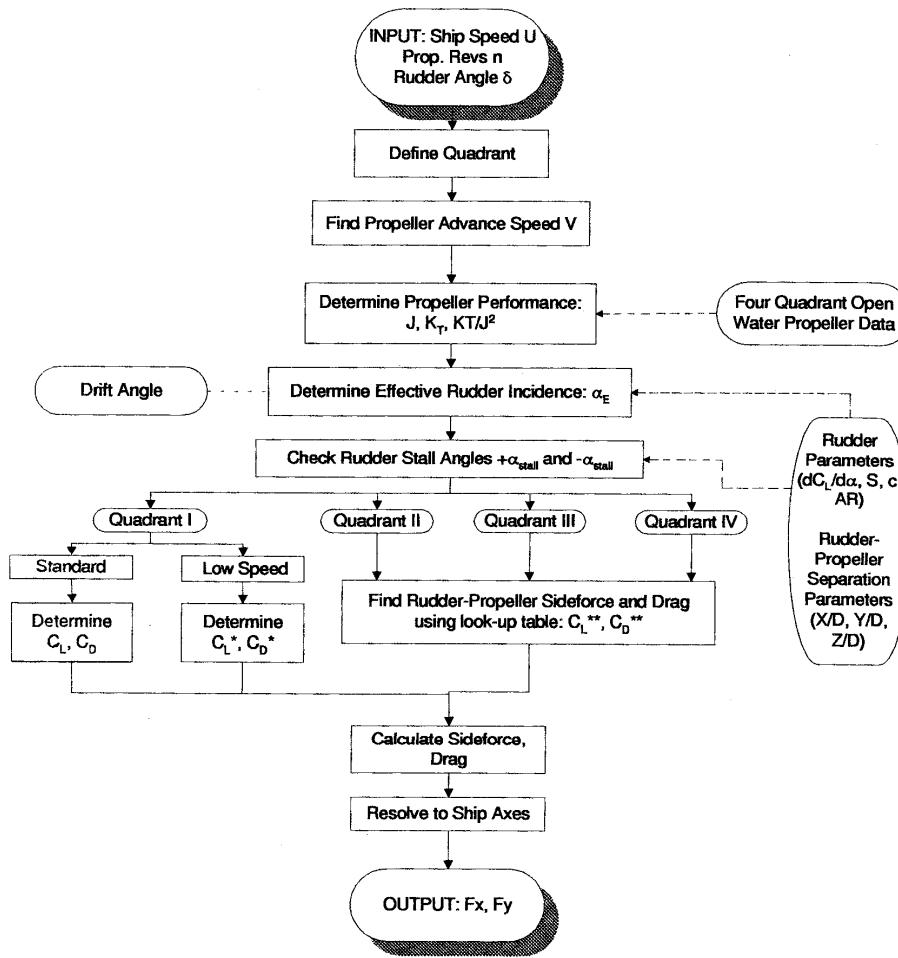 INPUT: Ship Speed U
Prop. Revs n
Rudder Angle δ
Define Quadrant
Find Propeller Advance Speed V
Determine Propeller Performance:
J, K_T, KT/J²
Four Quadrant Open
Water Propeller Data
Drift Angle
Determine Effective Rudder Incidence: α_E
Check Rudder Stall Angles +α_stall and -α_stall
Rudder
Parameters
(dC_L/dα, S, c
AR)
Rudder-
Propeller
Separation
Parameters
(X/D, Y/D,
Z/D)
Quadrant I
Quadrant II
Quadrant III
Quadrant IV
Standard
Low Speed
Determine
C_L, C_D
Determine
C_L*, C_D*
Find Rudder-Propeller Sideforce and Drag
using look-up table: C_L**, C_D**
Calculate Sideforce,
Drag
Resolve to Ship Axes
OUTPUT: Fx, Fy